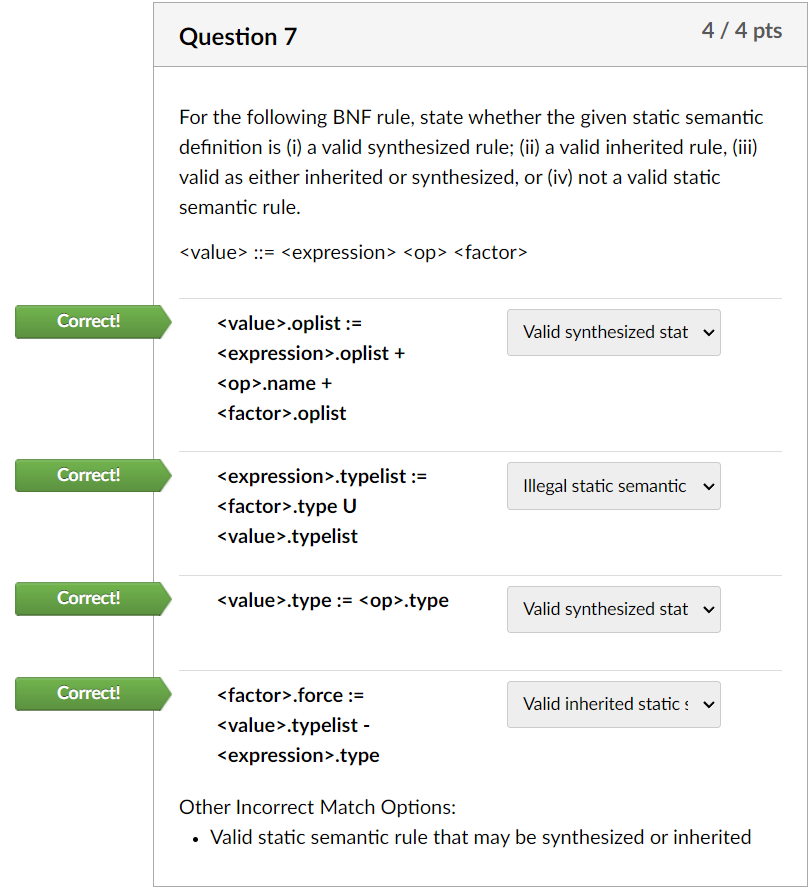 Question 7
4 / 4 pts
For the following BNF rule, state whether the given static semantic
definition is (i) a valid synthesized rule; (ii) a valid inherited rule, (iii)
valid as either inherited or synthesized, or (iv) not a valid static
semantic rule.
<value> ::= <expression> <op> <factor>
Correct!
<value>.oplist :=
<expression>.oplist +
<op>.name +
<factor>.oplist
Valid synthesized stat
Correct!
<expression>.typelist :=
<factor>.type U
<value>.typelist
Illegal static semantic
Correct!
<value>.type := <op>.type
Valid synthesized stat
Correct!
<factor>.force :=
<value>.typelist -
<expression>.type
Valid inherited static s
Other Incorrect Match Options:
• Valid static semantic rule that may be synthesized or inherited